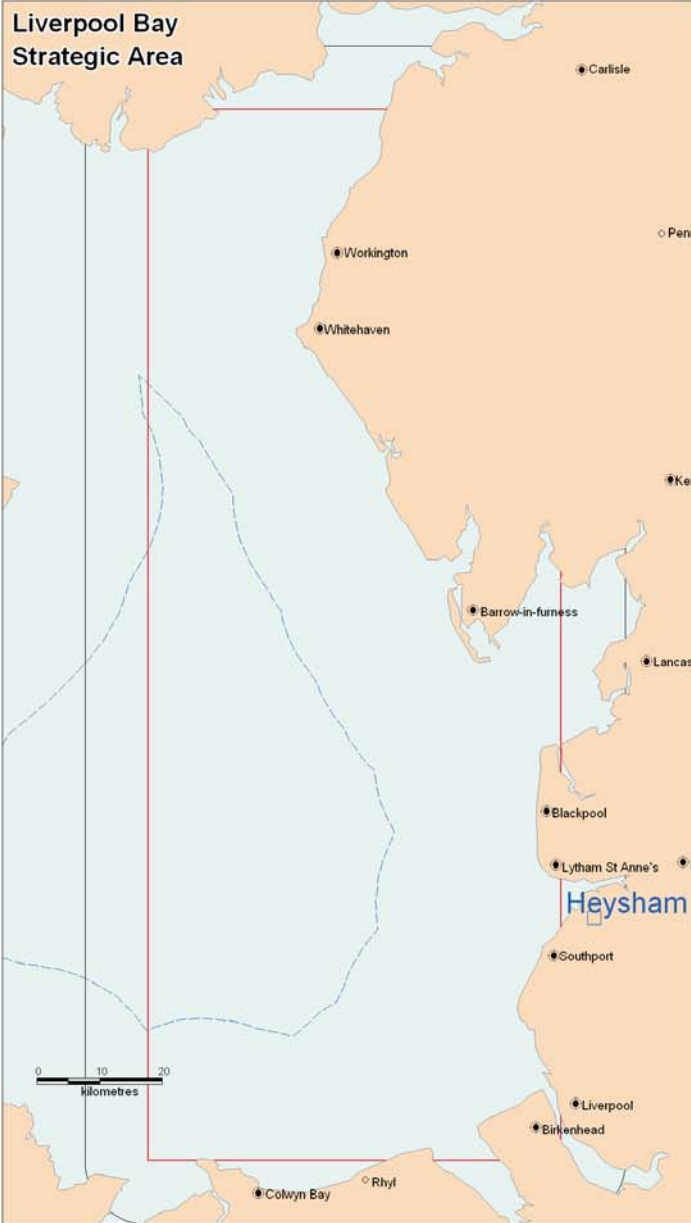 Liverpool Bay
Strategic Area
Carlisle
Workington
Whitehaven
Barrow-in-furness
Blackpool
Lytham St Anne's
Heysham
Southport
0 10 20
kilometres
Liverpool
Birkenhead
Rhyl
Colwyn Bay